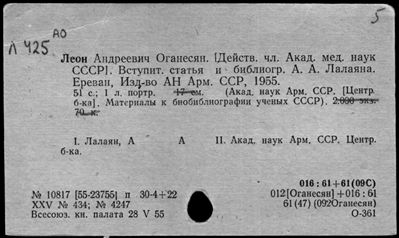 5
АО
Л 425
Леон Андреевич Оганесян. [Действ. чл. Акад. мед. наук
СССР]. Вступит. статья и библиогр. А. А. Лалаяна.
Ереван, Изд-во АН Арм. ССР, 1955.
51 с.; 1 л. портр. 17 см. (Акад. наук Арм. ССР. [Центр.
б-ка]. Материалы к биобиблиографии ученых СССР). 2.000 экз.
70 к.
I. Лалаян, А А II. Акад. наук Арм. ССР. Центр.
б-ка.
016:61+61(09С)
№ 10817 [55-23755] п 30-4+22 012[Оганесян]+016:61
XXV № 434; № 4247 61(47) (092Оганесян)
Всесоюз. кн. палата 28 V 55 О-361